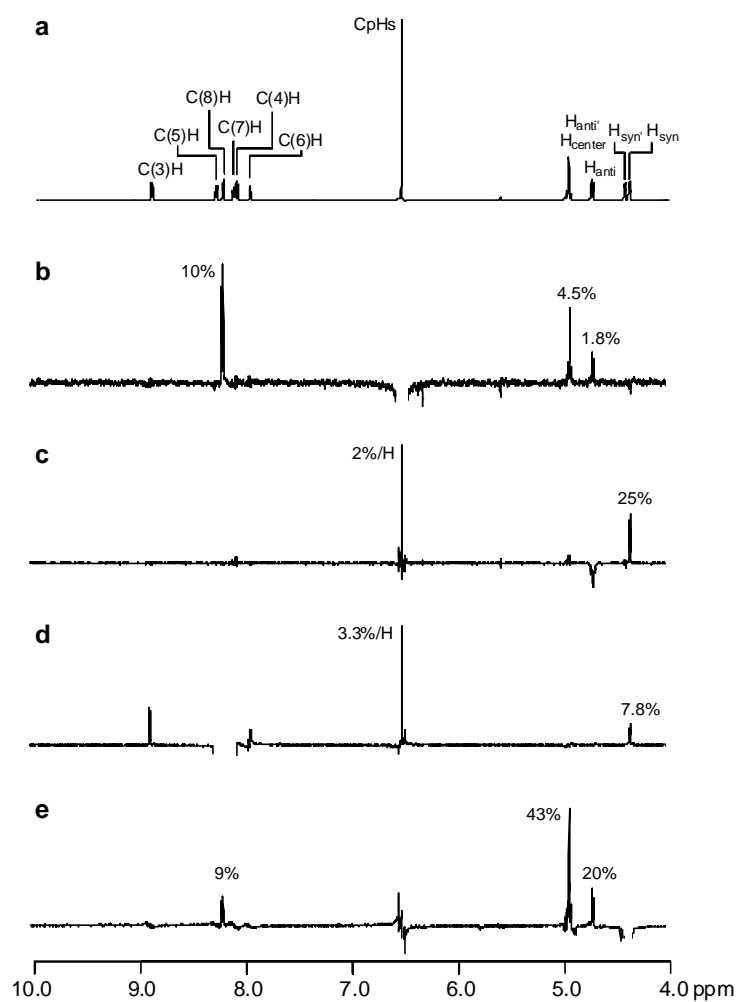 a
CpHs
C(8)H
C(4)H
C(5)H
C(7)H
C(6)H
C(3)H
Hanti'
Hcenter
Hsyn'
Hsyn
Hanti
b
10%
4.5%
1.8%
c
2%/H
25%
d
3.3%/H
7.8%
e
43%
9%
20%
10.0 9.0 8.0 7.0 6.0 5.0 4.0 ppm